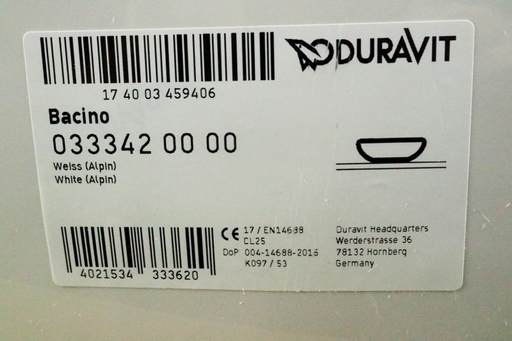 DURAVIT
17 40 03 459406
Bacino
033342 00 00
Weiss (Alpin)
White (Alpin)
4021534 333620
CE 17 / EN14688
CL25
DoP 004-14688-2016
K097 / 53
Duravit Headquarters
Werderstrasse 36
78132 Hornberg
Germany